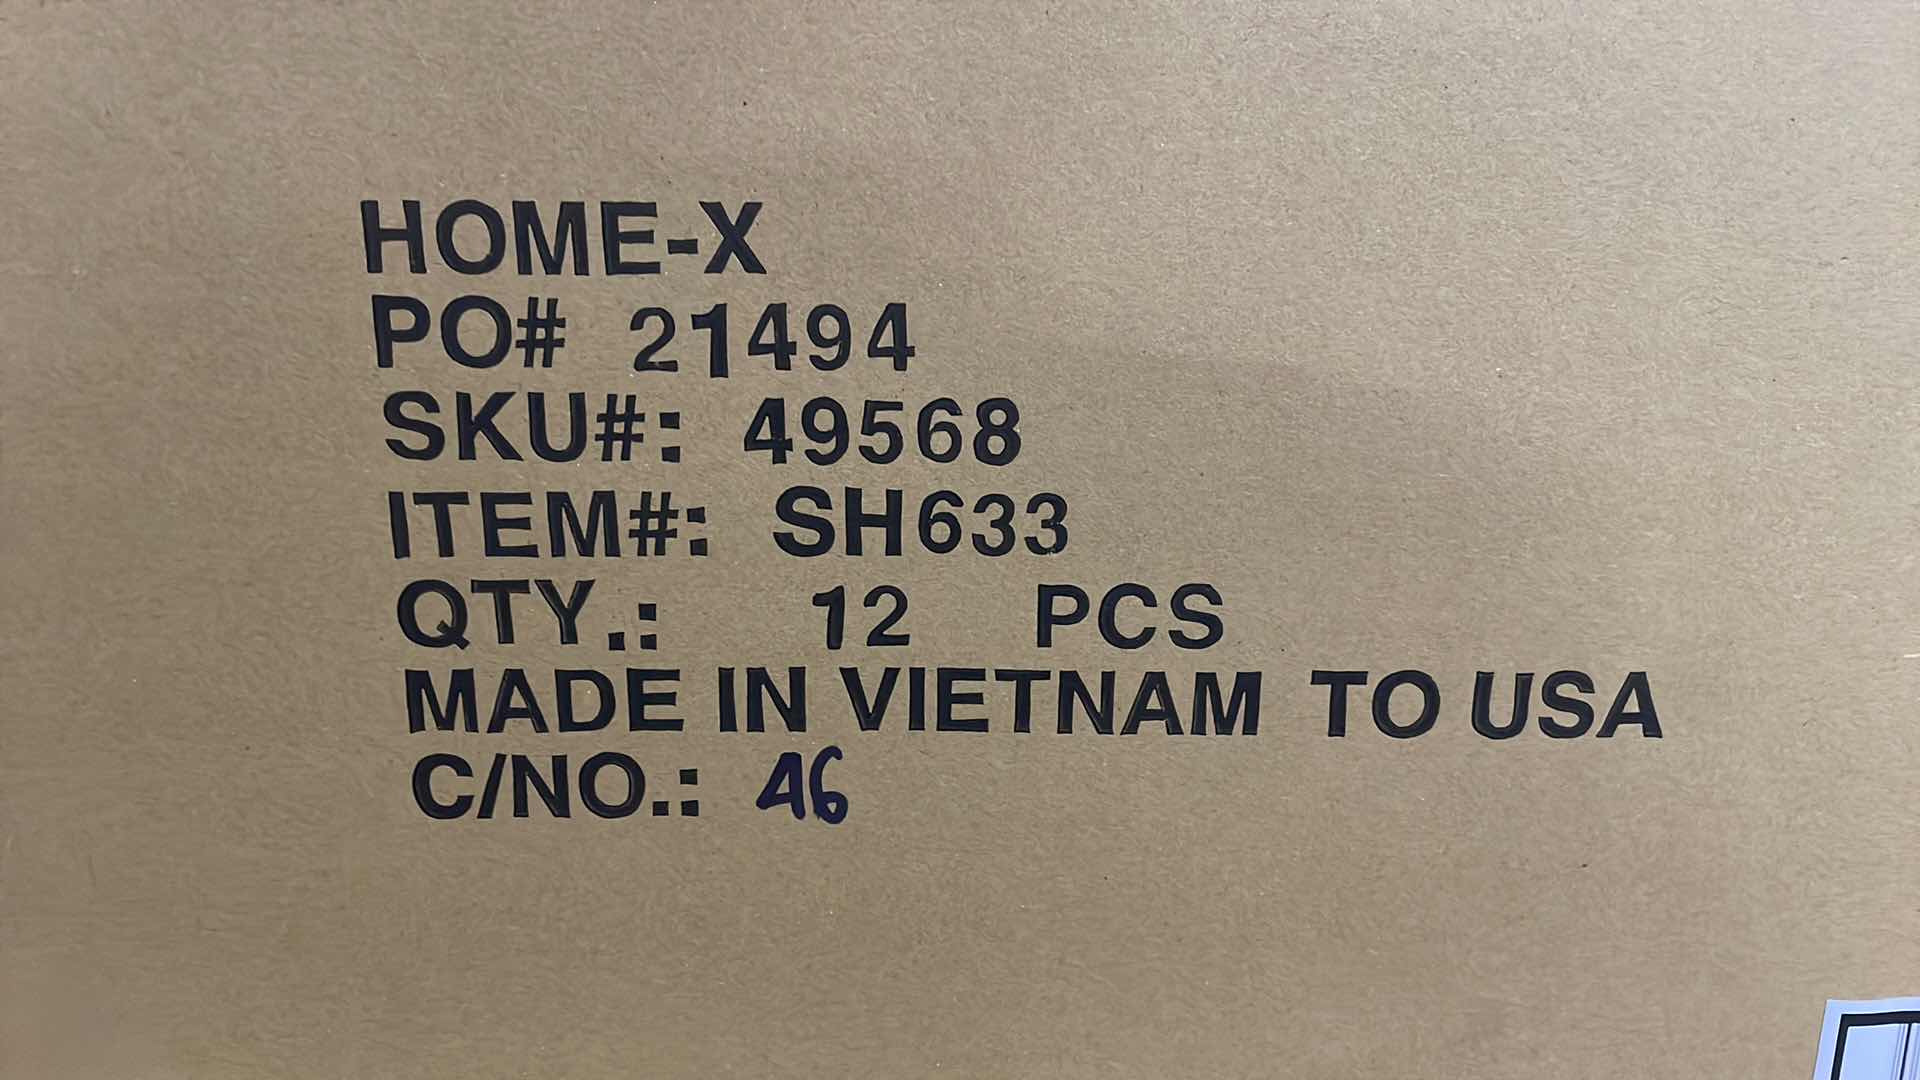 HOME-X
PO# 21494
SKU#: 49568
ITEM#: SH633
QTY.: 12 PCS
MADE IN VIETNAM TO USA
C/NO.: 46